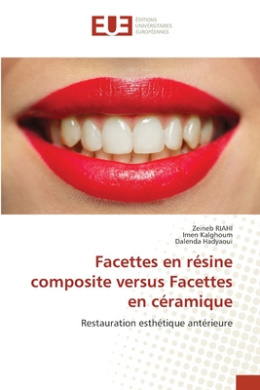 EUE
ÉDITIONS
UNIVERSITAIRES
EUROPÉENNES
Zeineb RIAHI
Imen Kalghoum
Dalenda Hadyaoui
Facettes en résine
composite versus Facettes
en céramique
Restauration esthétique antérieure